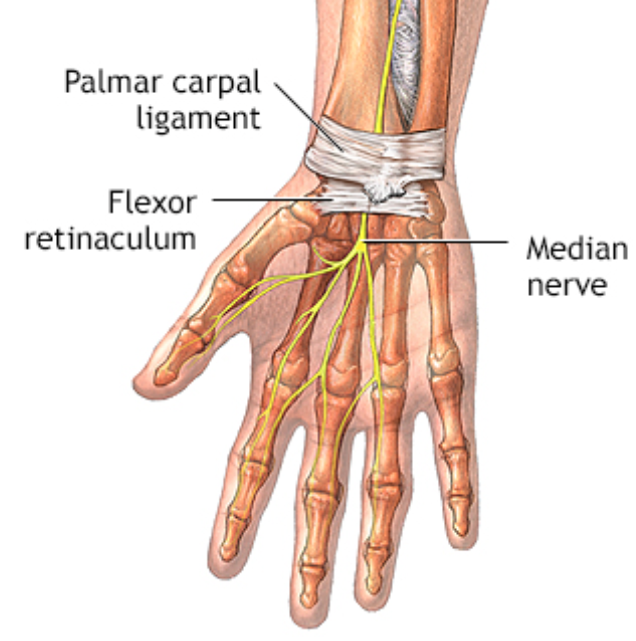 Palmar carpal
ligament
Flexor
retinaculum
Median
nerve